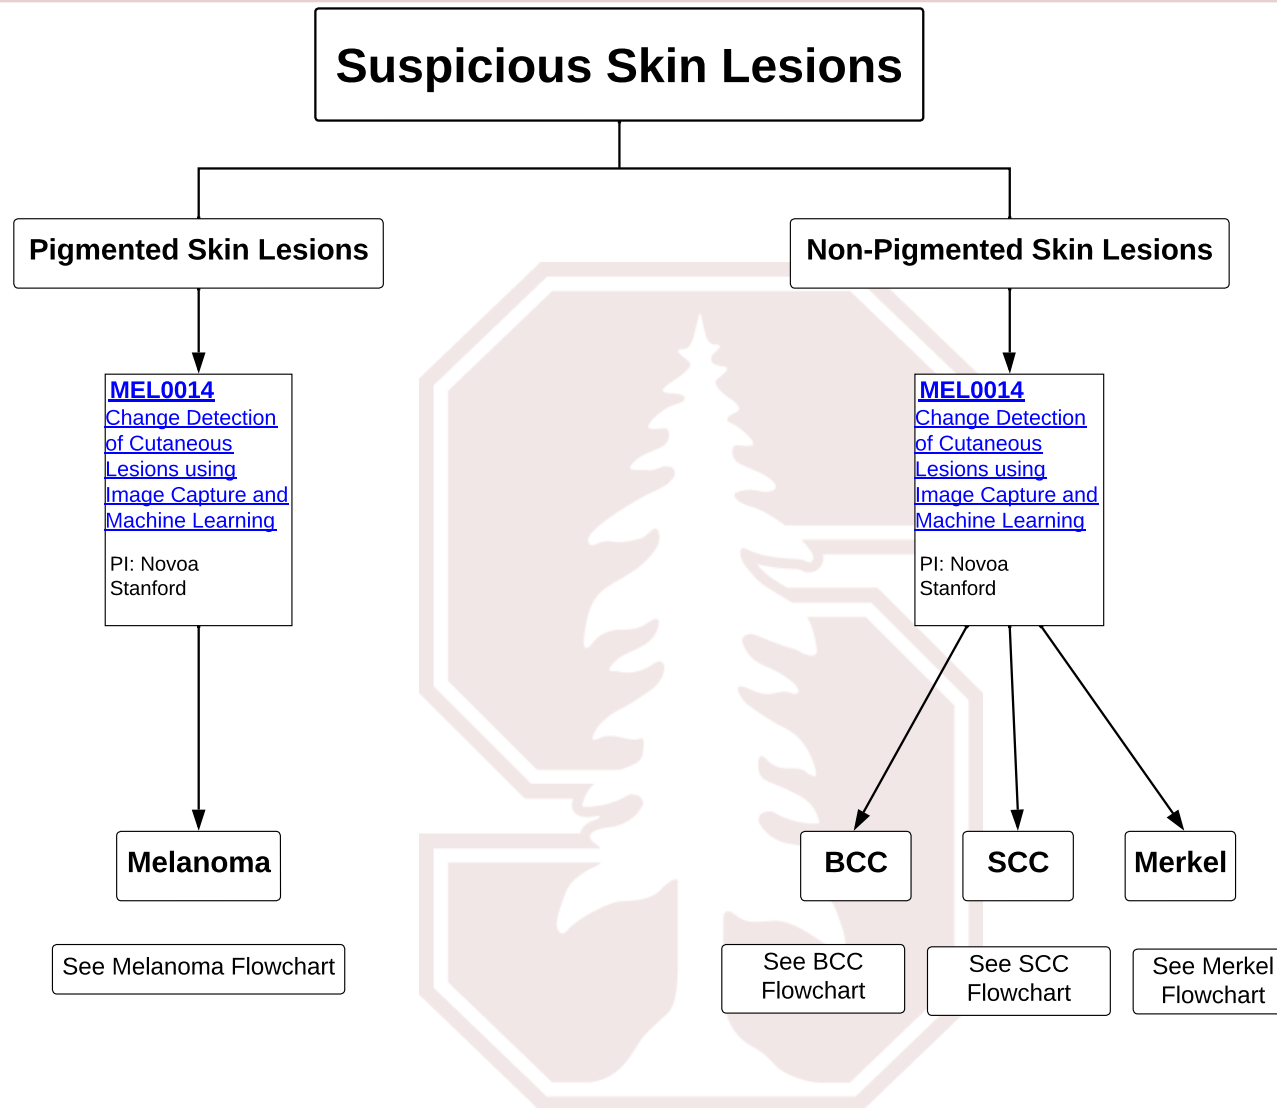 Suspicious Skin Lesions
Pigmented Skin Lesions
Non-Pigmented Skin Lesions
MEL0014
Change Detection
of Cutaneous
Lesions using
Image Capture and
Machine Learning
PI: Novoa
Stanford
MEL0014
Change Detection
of Cutaneous
Lesions using
Image Capture and
Machine Learning
PI: Novoa
Stanford
Melanoma
BCC
SCC
Merkel
See Melanoma Flowchart
See BCC
Flowchart
See SCC
Flowchart
See Merkel
Flowchart